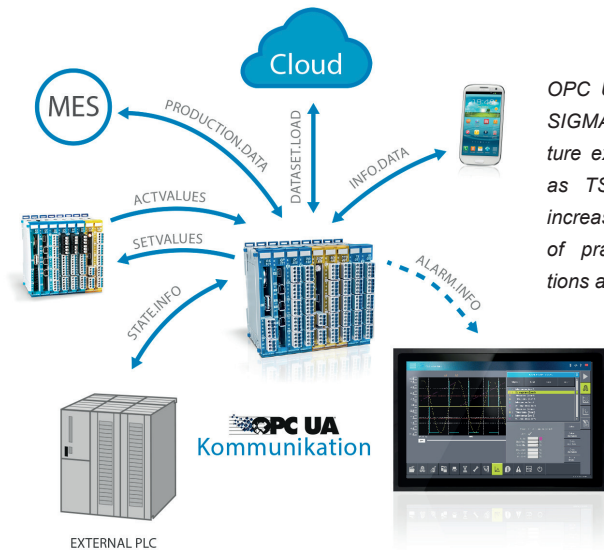 Cloud
MES
PRODUCTION.DATA
DATASET.LOAD
INFO.DATA
ACTVALUES
SETVALUES
STATE.INFO
ALARM.INFO
OPC UA
Kommunikation
EXTERNAL PLC
OPC U
SIGMA
ture ex
as TS
increas
of pra
tions a